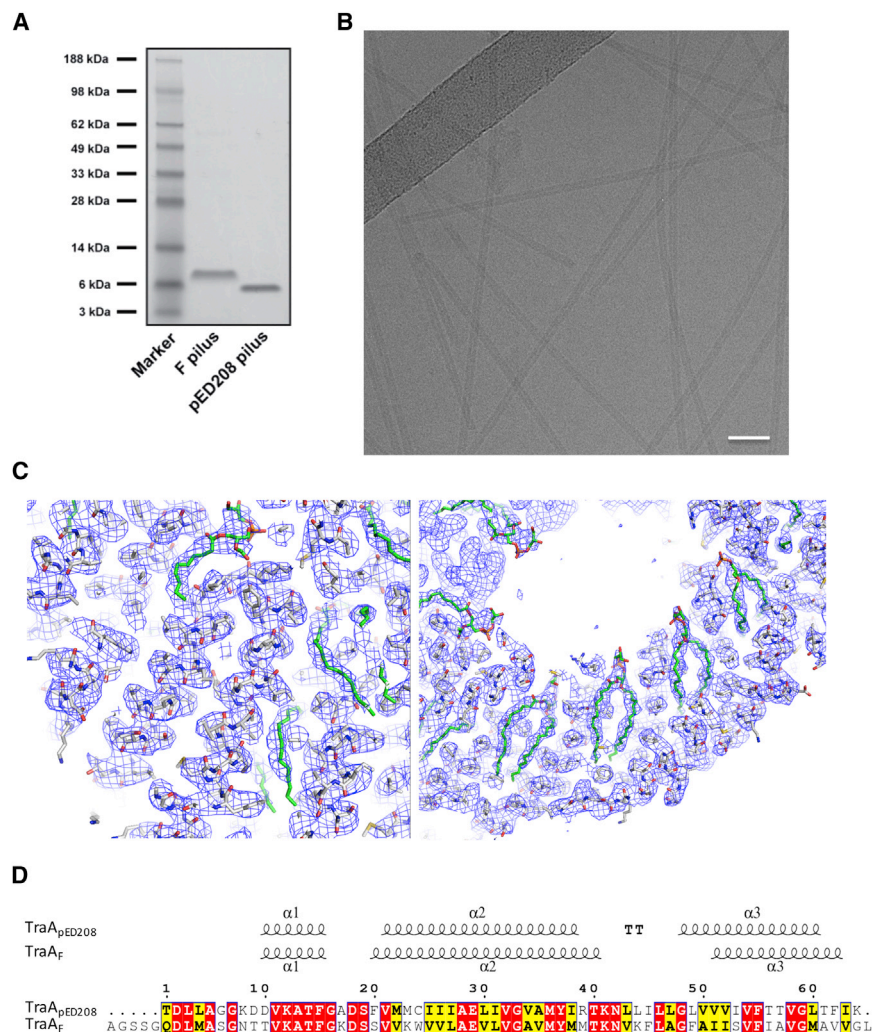 A
188 kDa
98 kDa
62 kDa
49 kDa
33 kDa
28 kDa
14 kDa
6 kDa
3 kDa
Marker
F pilus
pED208 pilus
B
C
D
α1 α2 α3
TraApED208 TT
TraAF
α1 α2 α3
1 10 20 30 40 50 60
TraApED208 .....TDLLAGGKDDVKATFGADSFVMMCIIIAELIVGVAMYIRTKNLLILLGLVVVIVFTTVGLTFIK.
TraAF AGSSGQDLMASGNTTVKATFGKDSSVVKWVVLAEVLVGAVMYMMTKNVKFLAGFAIISVFIAVGMAVVGL